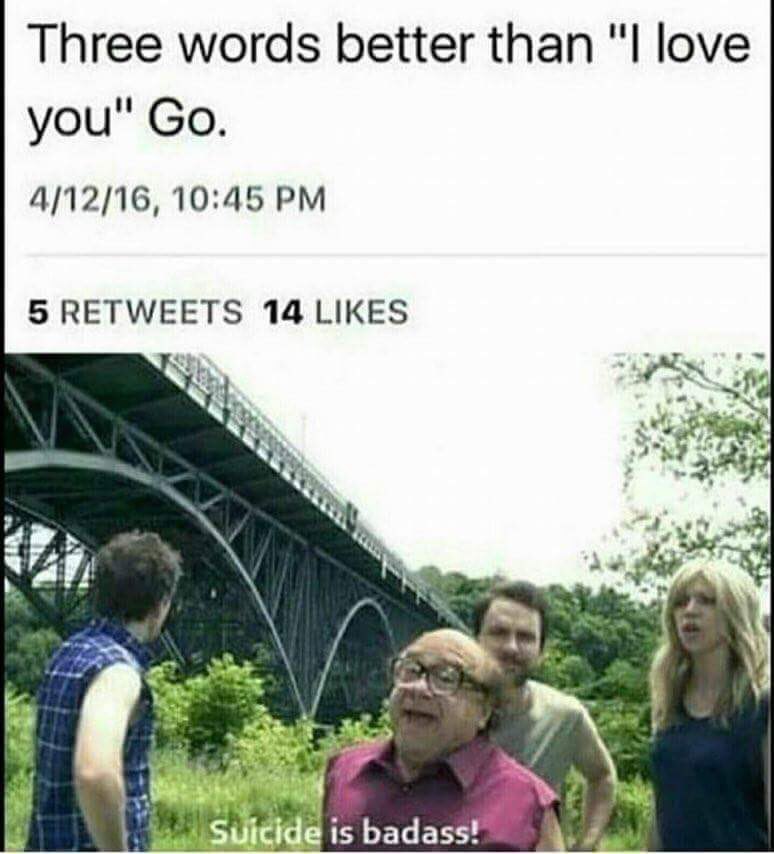 Three words better than "I love
you" Go.
4/12/16, 10:45 PM
5 RETWEETS 14 LIKES
Suicide is badass!